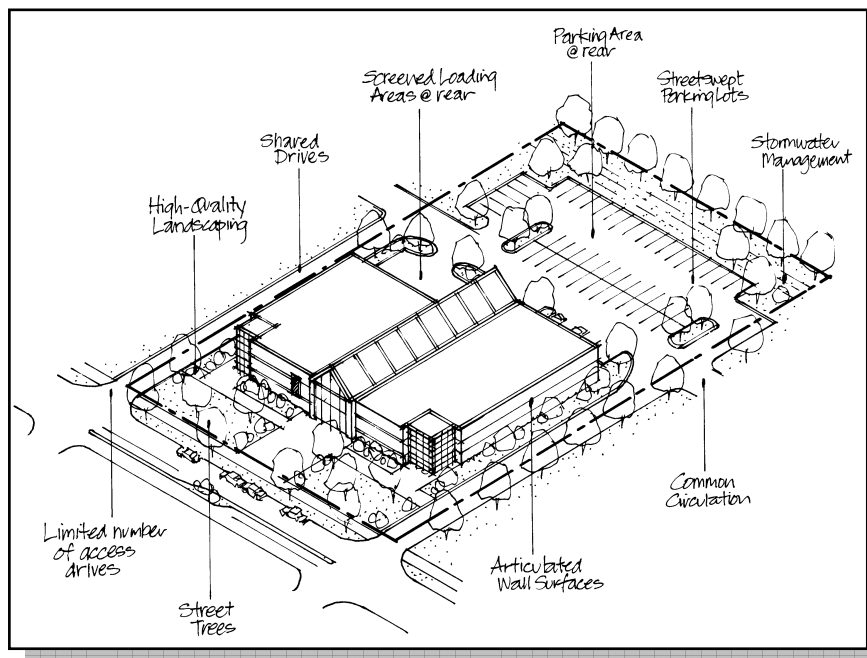 Parking Area
@ rear
Screened Loading
Areas @ rear
Streetswept
Parking Lots
Shared
Drives
Stormwater
Management
High-Quality
Landscaping
Common
Circulation
Limited number
of access
drives
Articulated
Wall Surfaces
Street
Trees